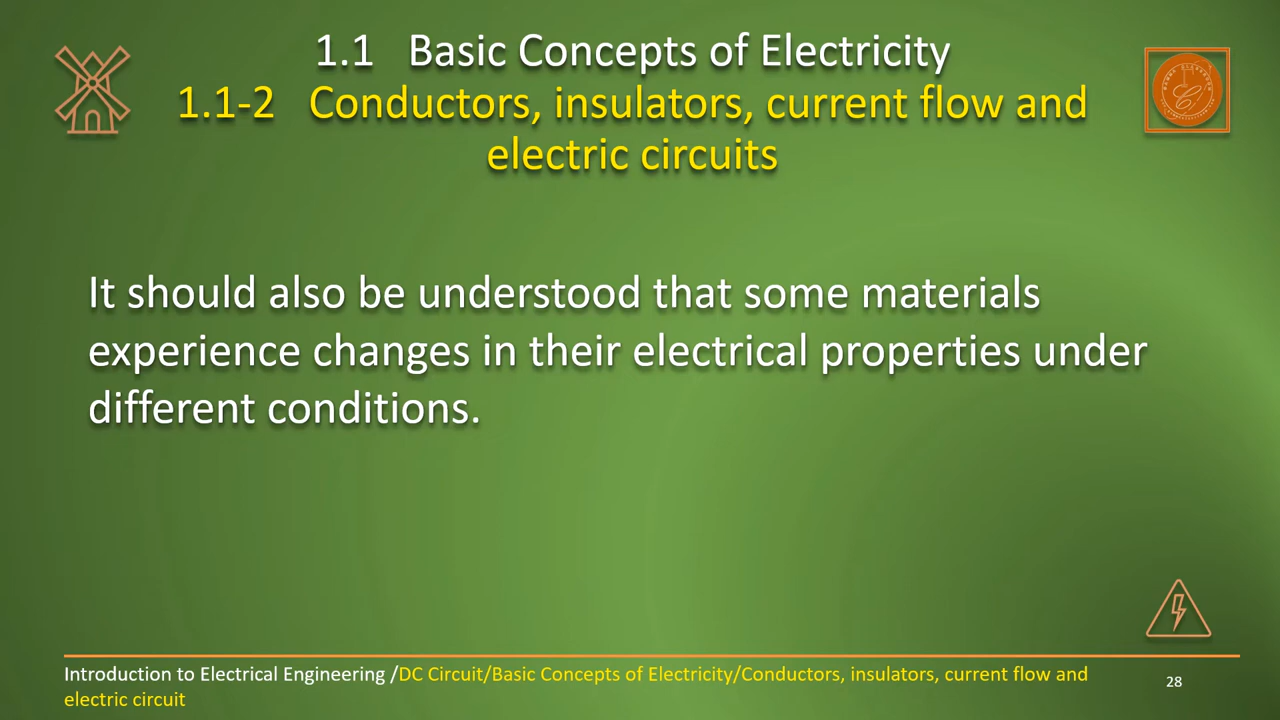 1.1 Basic Concepts of Electricity
1.1-2 Conductors, insulators, current flow and
electric circuits
It should also be understood that some materials
experience changes in their electrical properties under
different conditions.
Introduction to Electrical Engineering /DC Circuit/Basic Concepts of Electricity/Conductors, insulators, current flow and
electric circuit
28